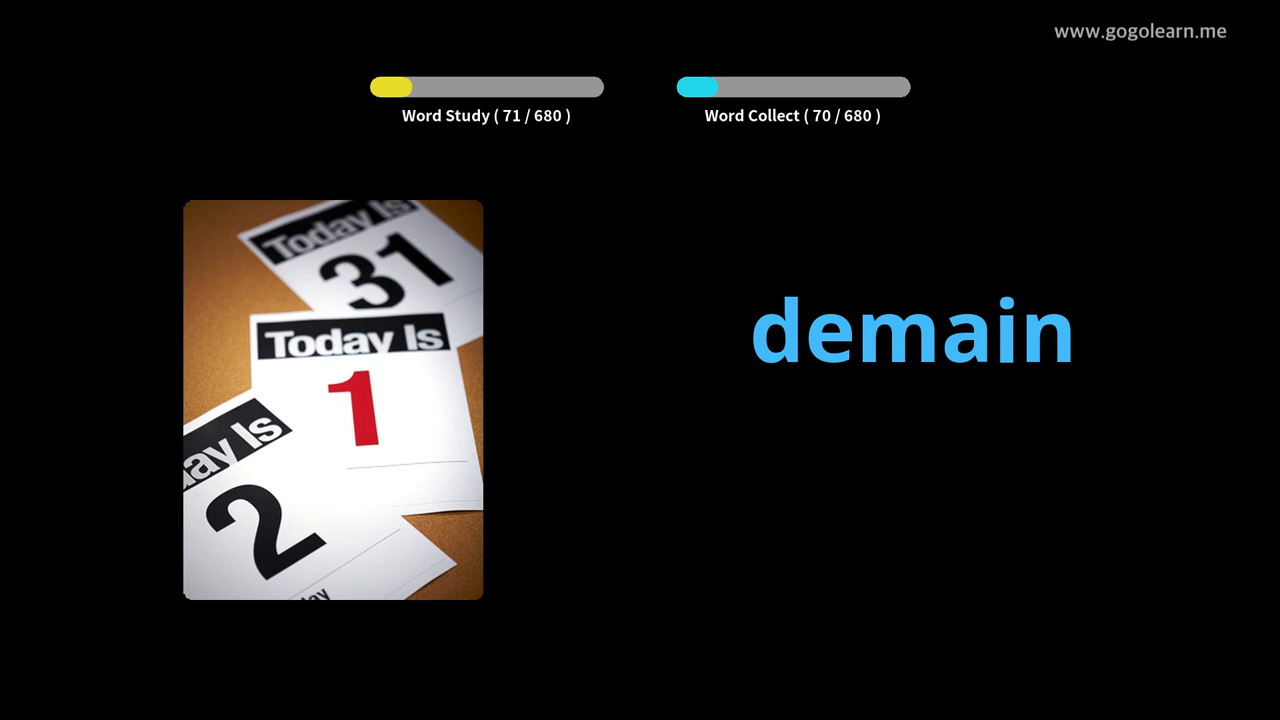 www.gogolearn.me
Word Study ( 71 / 680 )
Word Collect ( 70 / 680 )
Today Is
31
Today Is
1
ay Is
2
demain